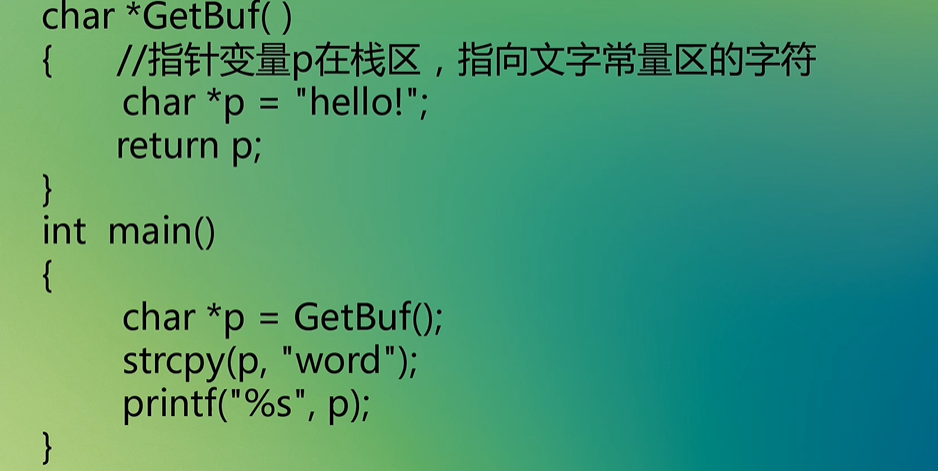 char *GetBuf( )
{ //指针变量p在栈区，指向文字常量区的字符
char *p = "hello!";
return p;
}
int main()
{
char *p = GetBuf();
strcpy(p, "word");
printf("%s", p);
}